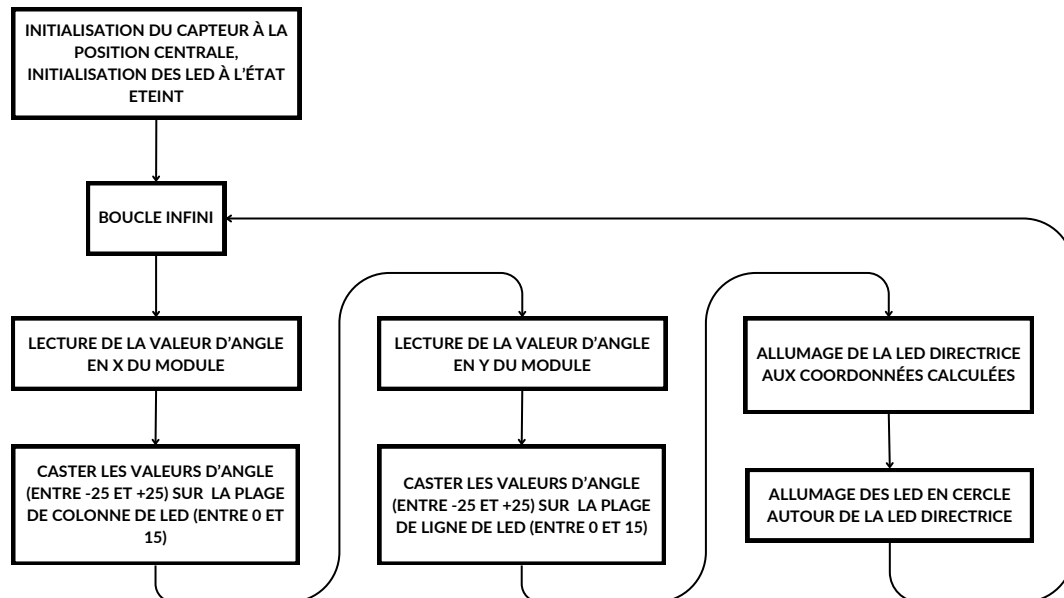 INITIALISATION DU CAPTEUR À LA
POSITION CENTRALE,
INITIALISATION DES LED À L'ÉTAT
ETEINT
BOUCLE INFINI
LECTURE DE LA VALEUR D'ANGLE
EN X DU MODULE
CASTER LES VALEURS D'ANGLE
(ENTRE -25 ET +25) SUR LA PLAGE
DE COLONNE DE LED (ENTRE 0 ET
15)
LECTURE DE LA VALEUR D'ANGLE
EN Y DU MODULE
CASTER LES VALEURS D'ANGLE
(ENTRE -25 ET +25) SUR LA PLAGE
DE LIGNE DE LED (ENTRE 0 ET 15)
ALLUMAGE DE LA LED DIRECTRICE
AUX COORDONNÉES CALCULÉES
ALLUMAGE DES LED EN CERCLE
AUTOUR DE LA LED DIRECTRICE